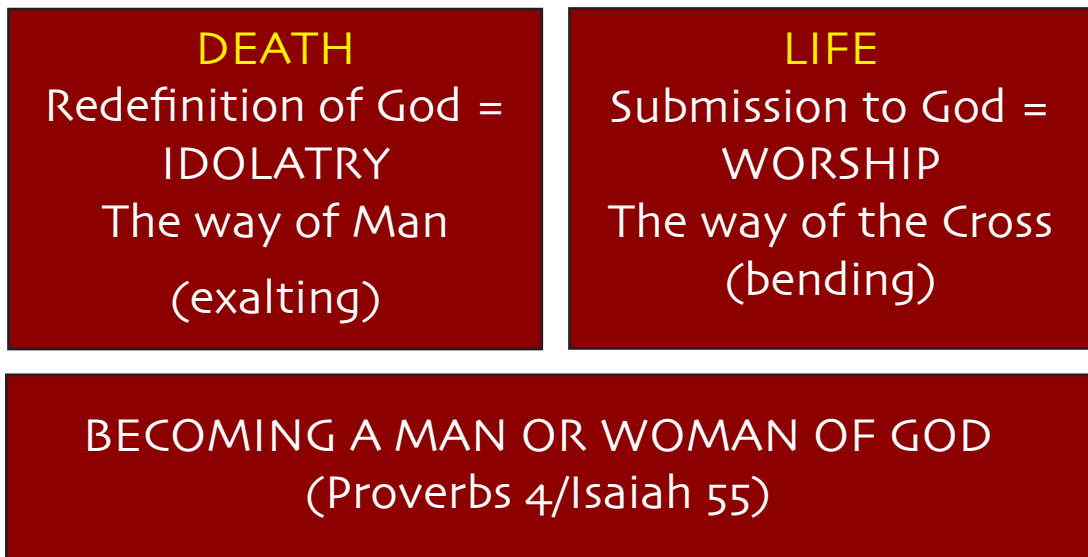 DEATH
Redefinition of God =
IDOLATRY
The way of Man
(exalting)
LIFE
Submission to God =
WORSHIP
The way of the Cross
(bending)
BECOMING A MAN OR WOMAN OF GOD
(Proverbs 4/Isaiah 55)